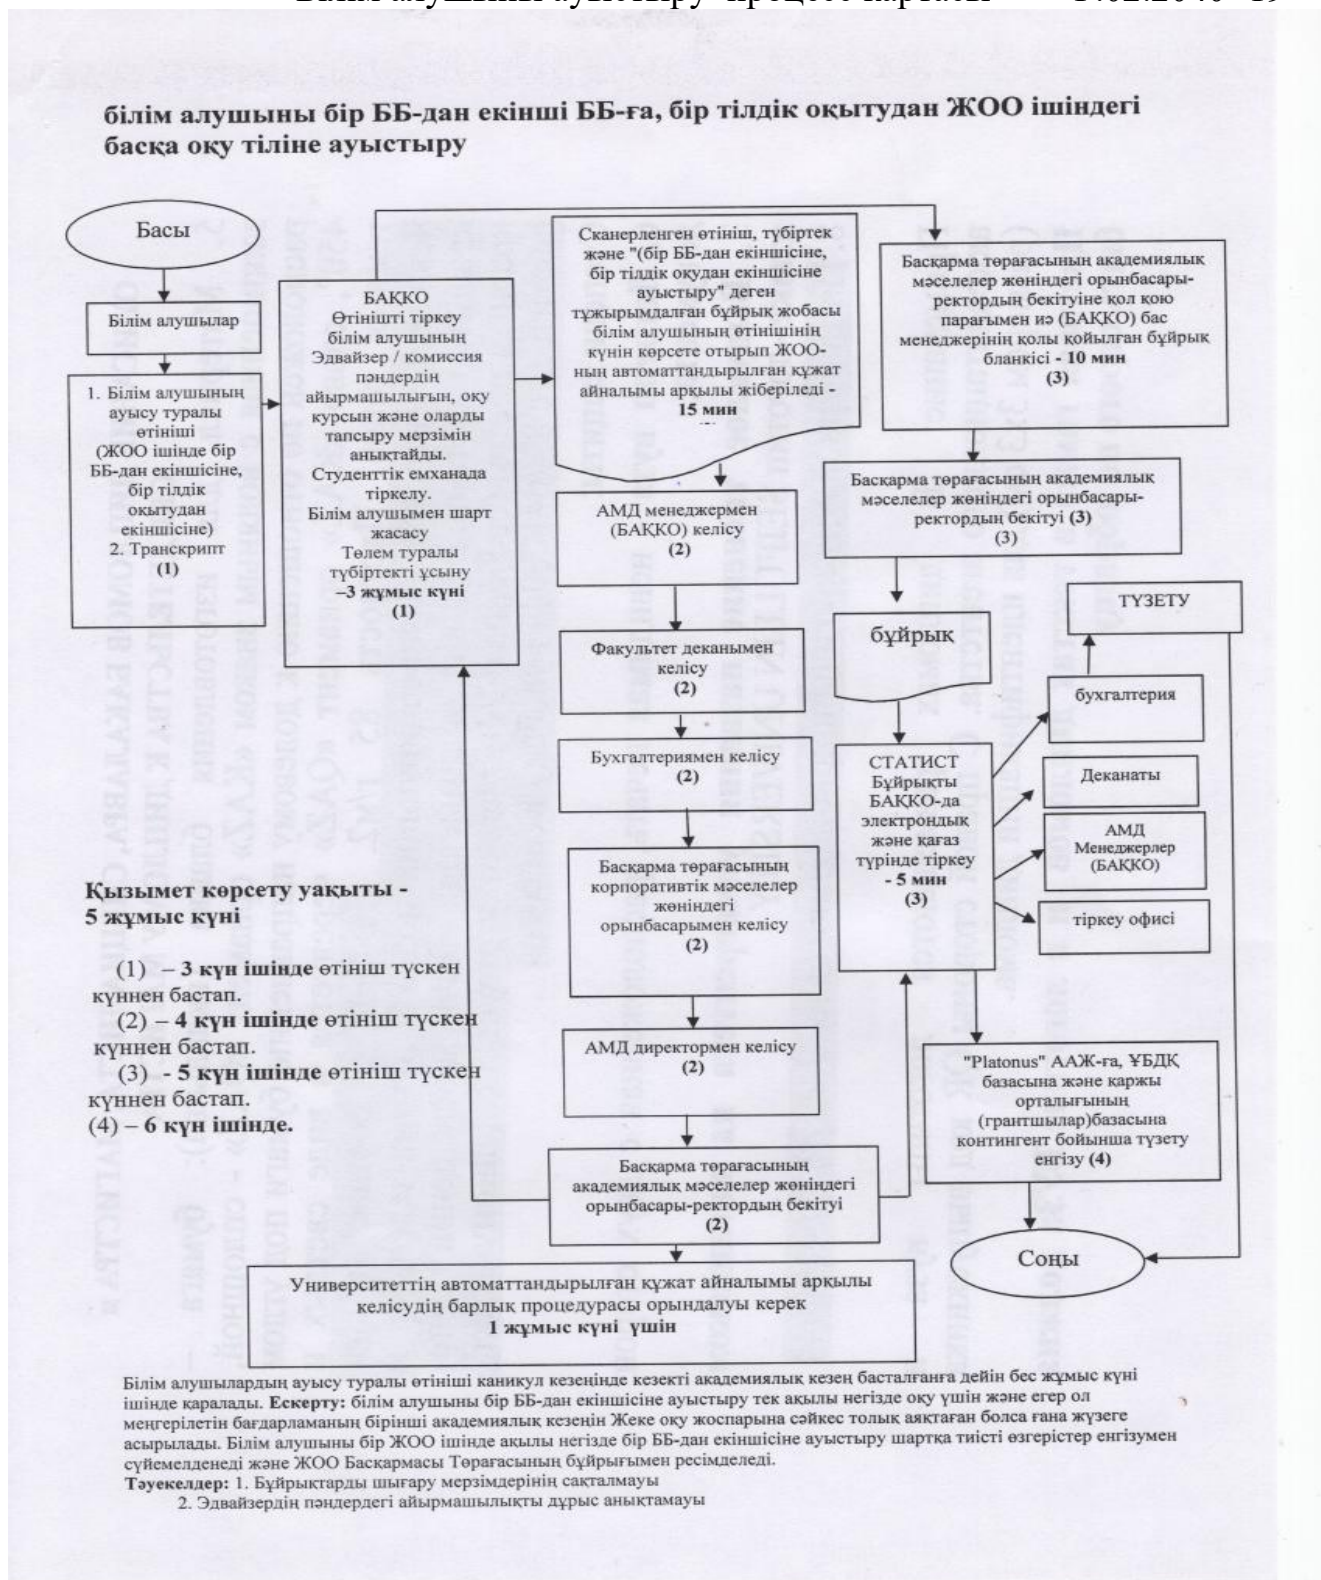 білім алушыны бір ББ-дан екінші ББ-ға, бір тілдік оқытудан ЖОО ішіндегі
басқа оқу тіліне ауыстыру
Басы
Білім алушылар
1. Білім алушының
ауысу туралы
өтініші
(ЖОО ішінде бір
ББ-дан екіншісіне,
бір тілдік
оқытудан
екіншісіне)
2. Транскрипт
(1)
БАҚКО
Өтінішті тіркеу
білім алушының
Эдвайзер / комиссия
пәндердің
айырмашылығын, оқу
курсын және оларды
тапсыру мерзімін
анықтайды.
Студенттік емханада
тіркелу.
Білім алушымен шарт
жасасу
Төлем туралы
түбіртекті ұсыну
–3 жұмыс күні
(1)
Сканерленген өтініш, түбіртек
және "(бір ББ-дан екіншісіне,
бір тілдік оқудан екіншісіне
ауыстыру" деген
тұжырымдалған бұйрық жобасы
білім алушының өтінішінің
күнін көрсете отырып ЖОО-
ның автоматтандырылған құжат
айналымы арқылы жіберіледі -
15 мин
АМД менеджермен
(БАҚКО) келісу
(2)
Факультет деканымен
келісу
(2)
Бухгалтериямен келісу
(2)
Басқарма төрағасының
корпоративтік мәселелер
жөніндегі
орынбасарымен келісу
(2)
АМД директормен келісу
(2)
Басқарма төрағасының
академиялық мәселелер жөніндегі
орынбасары-ректордың бекітуі
(2)
Университеттің автоматтандырылған құжат айналымы арқылы
келісудің барлық процедурасы орындалуы керек
1 жұмыс күні үшін
Басқарма төрағасының академиялық
мәселелер жөніндегі орынбасары-
ректордың бекітуіне қол қою
парағымен иә (БАҚКО) бас
менеджерінің қолы қойылған бұйрық
бланкісі - 10 мин
(3)
Басқарма төрағасының академиялық
мәселелер жөніндегі орынбасары-
ректордың бекітуі (3)
(3)
бұйрық
СТАТИСТ
Бұйрықты
БАҚКО-да
электрондық
және қағаз
түрінде тіркеу
- 5 мин
(3)
ТҮЗЕТУ
бухгалтерия
Деканаты
АМД
Менеджерлер
(БАҚКО)
тіркеу офисі
"Platonus" ААЖ-ға, ҰБДҚ
базасына және қаржы
орталығының
(грантшылар)базасына
контингент бойынша түзету
енгізу (4)
Соңы
Қызымет көрсету уақыты -
5 жұмыс күні
(1) – 3 күн ішінде өтініш түскен
күннен бастап.
(2) – 4 күн ішінде өтініш түскен
күннен бастап.
(3) - 5 күн ішінде өтініш түскен
күннен бастап.
(4) – 6 күн ішінде.
Білім алушылардың ауысу туралы өтініші каникул кезеңінде кезекті академиялық кезең басталғанға дейін бес жұмыс күні
ішінде қаралады. Ескерту: білім алушыны бір ББ-дан екіншісіне ауыстыру тек ақылы негізде оқу үшін және егер ол
меңгерілетін бағдарламаның бірінші академиялық кезеңін Жеке оқу жоспарына сәйкес толық аяқтаған болса ғана жүзеге
асырылады. Білім алушыны бір ЖОО ішінде ақылы негізде бір ББ-дан екіншісіне ауыстыру шартқа тиісті өзгерістер енгізумен
сүйемелденеді және ЖОО Басқармасы Төрағасының бұйрығымен ресімделеді.
Тәуекелдер: 1. Бұйрықтарды шығару мерзімдерінің сақталмауы
2. Эдвайзердің пәндердегі айырмашылықты дұрыс анықтамауы